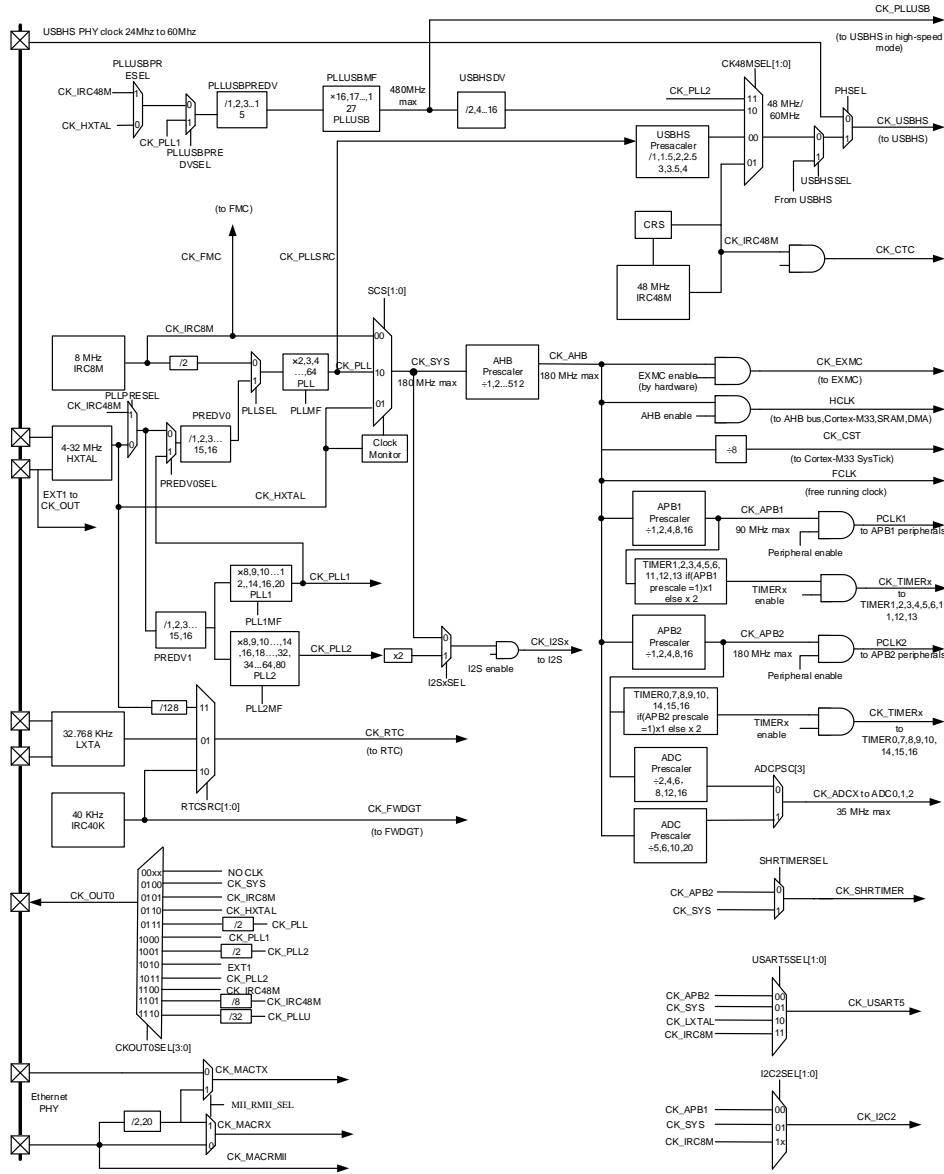 CK_PLLUSB
USBHS PHY clock 24Mhz to 60Mhz
(to USBHS in high-speed
mode)
PLLUSBPR
ESEL
CK_IRC48M
CK_HXTAL
1
0
PLLUSBPREDV
/1,2,3...1
5
0
1
CK_PLL1
PLLUSBPRE
DVSEL
PLLUSBMF
×16,17...,1
27
PLLUSB
480MHz
max
USBHSDV
/2,4...16
CK48MSEL[1:0]
CK_PLL2
11
10
00
01
48 MHz/
60MHz
USBHS
Presacaler
/1,1.5,2,2.5
3,3.5,4
PHSEL
0
1
0
1
CK_USBHS
(to USBHS)
USBHSSEL
From USBHS
(to FMC)
CK_FMC
CK_PLLSRC
CRS
CK_IRC48M
48 MHz
IRC48M
CK_CTC
SCS[1:0]
CK_IRC8M
8 MHz
IRC8M
/2
0
1
PLLSEL
×2,3,4
...,64
PLL
PLLMF
CK_PLL
00
10
01
CK_SYS
180 MHz max
AHB
Prescaler
÷1,2...512
CK_AHB
180 MHz max
CK_EXMC
EXMC enable
(by hardware)
(to EXMC)
HCLK
AHB enable
(to AHB bus,Cortex-M33,SRAM,DMA)
÷8
CK_CST
(to Cortex-M33 SysTick)
FCLK
(free running clock)
PLLPRESEL
CK_IRC48M
1
0
4-32 MHz
HXTAL
0
1
PREDV0
/1,2,3...
15,16
PREDV0SEL
Clock
Monitor
EXT1 to
CK_OUT
CK_HXTAL
APB1
Prescaler
÷1,2,4,8,16
CK_APB1
90 MHz max
PCLK1
to APB1 peripherals
Peripheral enable
TIMER1,2,3,4,5,6,
11,12,13 if(APB1
prescale =1)x1
else x 2
TIMERx
enable
CK_TIMERx
to
TIMER1,2,3,4,5,6,1
1,12,13
×8,9,10...1
2,,14,16,20
PLL1
PLL1MF
CK_PLL1
/1,2,3...
15,16
PREDV1
×8,9,10...,14
,16,18...,32,
34...64,80
PLL2
PLL2MF
CK_PLL2
x2
0
1
I2SxSEL
I2S enable
CK_I2Sx
to I2S
APB2
Prescaler
÷1,2,4,8,16
CK_APB2
180 MHz max
PCLK2
to APB2 peripherals
Peripheral enable
TIMER0,7,8,9,10,
14,15,16
if(APB2 prescale
=1)x1 else x 2
TIMERx
enable
CK_TIMERx
to
TIMER0,7,8,9,10,
14,15,16
/128
11
01
10
32.768 KHz
LXTA
CK_RTC
(to RTC)
RTCSRC[1:0]
40 KHz
IRC40K
CK_FWDGT
(to FWDGT)
ADC
Prescaler
÷2,4,6,
8,12,16
ADC
Prescaler
÷5,6,10,20
ADCPSC[3]
0
1
CK_ADCX to ADC0,1,2
35 MHz max
CK_OUT0
00xx
NO CLK
0100
CK_SYS
0101
CK_IRC8M
0110
CK_HXTAL
0111
/2
CK_PLL
1000
CK_PLL1
1001
/2
CK_PLL2
1010
EXT1
1011
CK_PLL2
1100
CK_IRC48M
1101
/8
CK_IRC48M
1110
/32
CK_PLLU
CKOUT0SEL[3:0]
SHRTIMERSEL
CK_APB2
0
CK_SYS
1
CK_SHRTIMER
USART5SEL[1:0]
CK_APB2
00
CK_SYS
01
CK_LXTAL
10
CK_IRC8M
11
CK_USART5
I2C2SEL[1:0]
CK_APB1
00
CK_SYS
01
CK_IRC8M
1x
CK_I2C2
Ethernet
PHY
0
1
CK_MACTX
MII_RMII_SEL
/2,20
1
0
CK_MACRX
CK_MACRMII